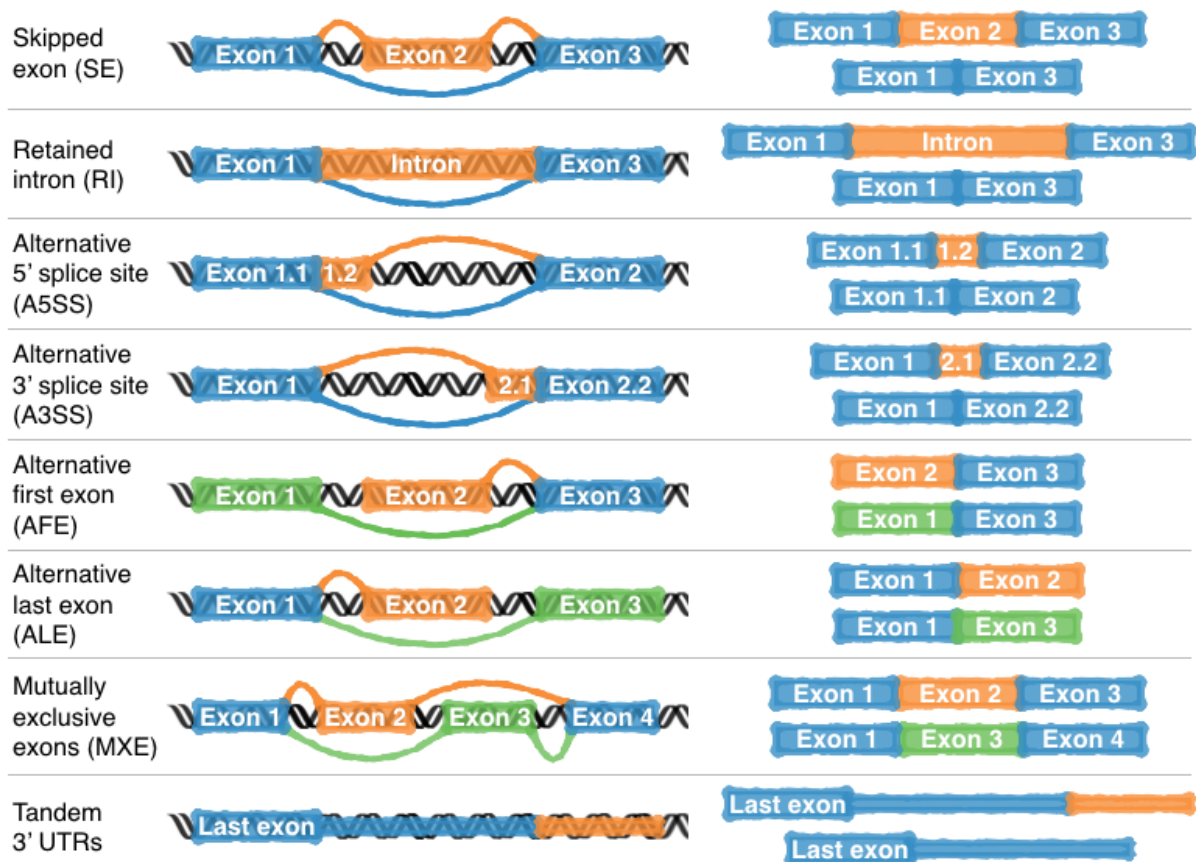 Skipped
exon (SE)
Exon 1 Exon 2 Exon 3
Exon 1 Exon 2 Exon 3
Exon 1 Exon 3
Retained
intron (RI)
Exon 1 Intron Exon 3
Exon 1 Intron Exon 3
Exon 1 Exon 3
Alternative
5’ splice site
(A5SS)
Exon 1.1 1.2 Exon 2
Exon 1.1 1.2 Exon 2
Exon 1.1 Exon 2
Alternative
3’ splice site
(A3SS)
Exon 1 2.1 Exon 2.2
Exon 1 2.1 Exon 2.2
Exon 1 Exon 2.2
Alternative
first exon
(AFE)
Exon 1 Exon 2 Exon 3
Exon 2 Exon 3
Exon 1 Exon 3
Alternative
last exon
(ALE)
Exon 1 Exon 2 Exon 3
Exon 1 Exon 2
Exon 1 Exon 3
Mutually
exclusive
exons (MXE)
Exon 1 Exon 2 Exon 3 Exon 4
Exon 1 Exon 2 Exon 3
Exon 1 Exon 3 Exon 4
Tandem
3’ UTRs
Last exon
Last exon
Last exon